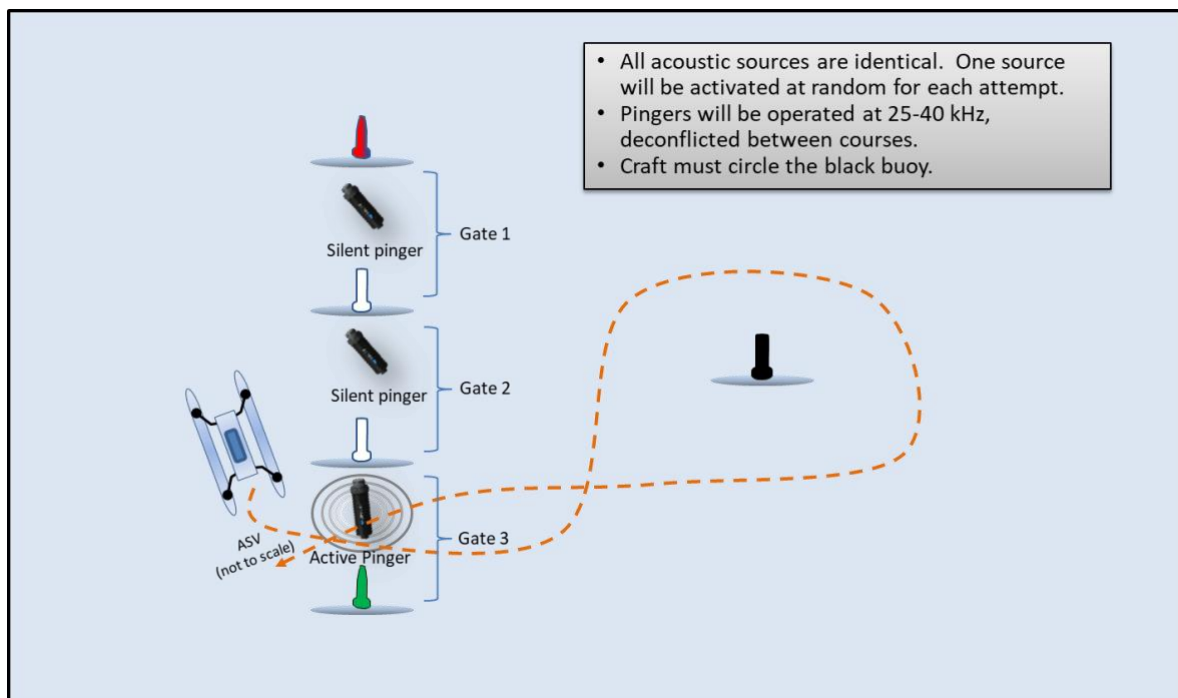 • All acoustic sources are identical.  One source
will be activated at random for each attempt.
• Pingers will be operated at 25-40 kHz,
deconflicted between courses.
• Craft must circle the black buoy.
Silent pinger
Gate 1
Silent pinger
Gate 2
ASV
(not to scale)
Active Pinger
Gate 3